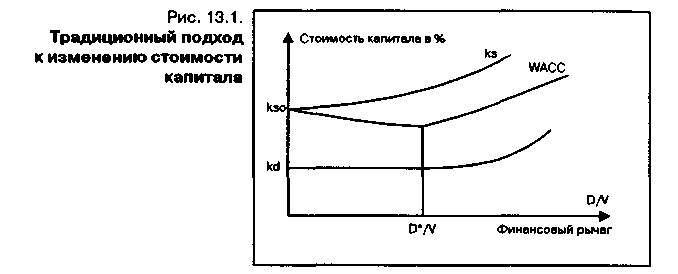 Рис. 13.1.
Традиционный подход
к изменению стоимости
капитала
Стоимость капитала в %
ks
WACC
kso
kd
D/V
D*/V
Финансовый рычаг